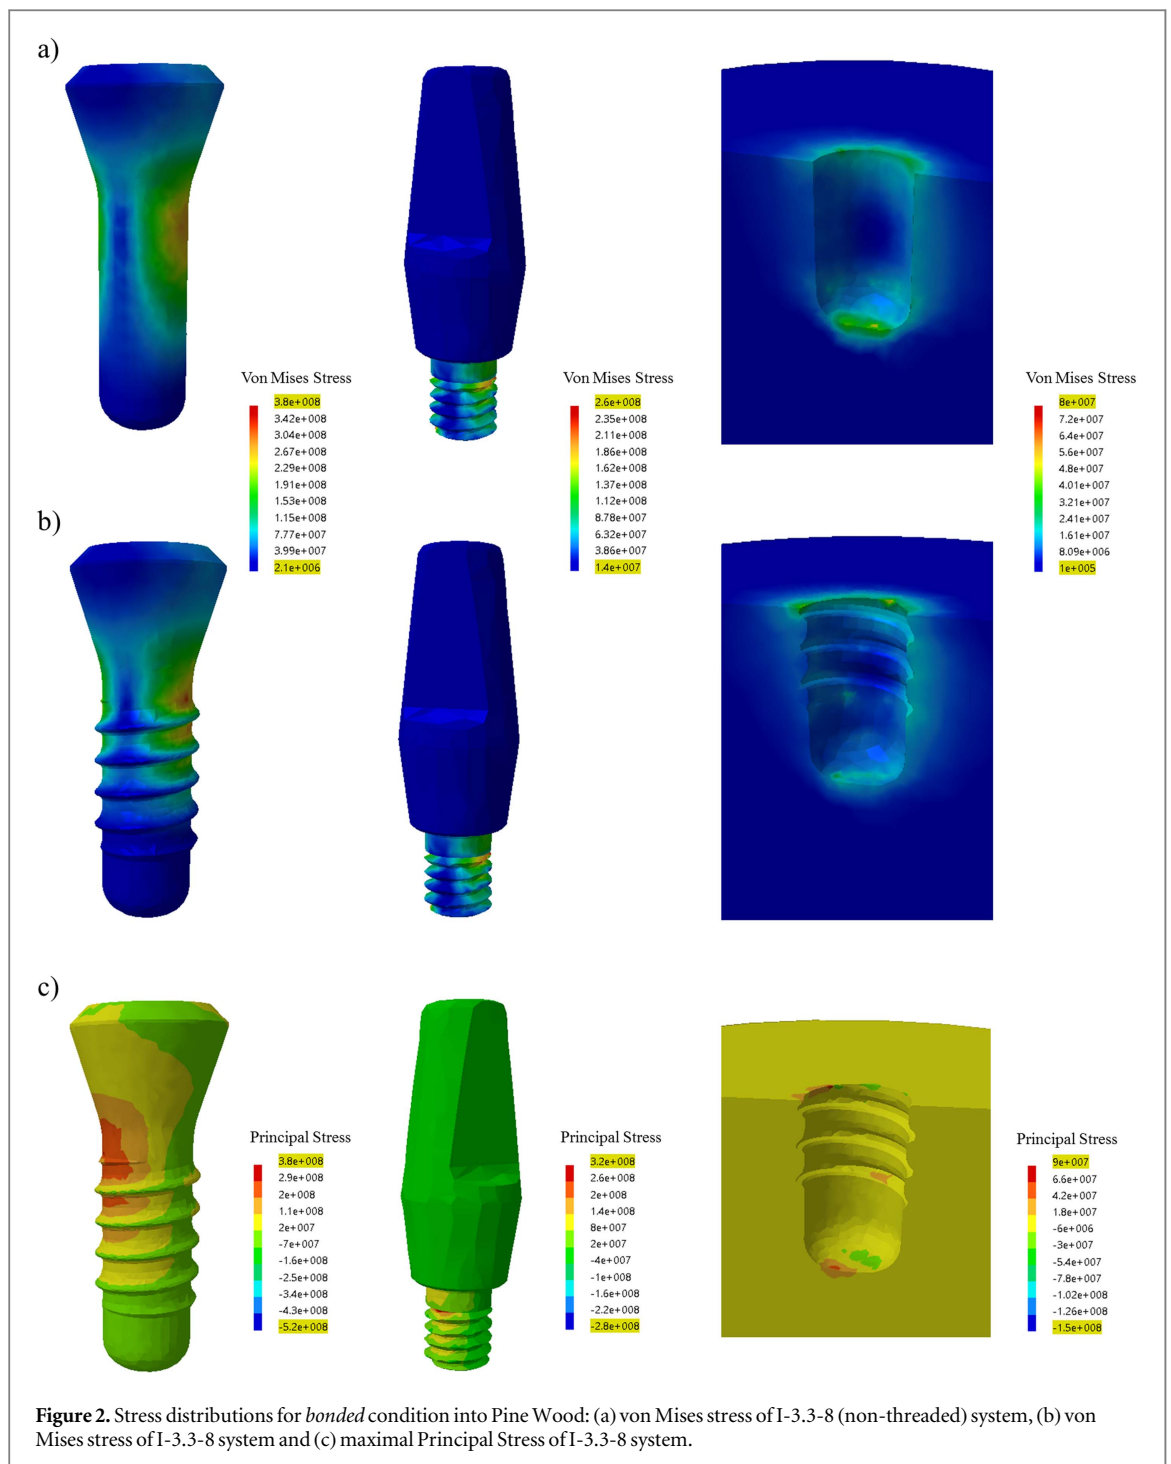 a)
Von Mises Stress
3.8e+008
3.42e+008
3.04e+008
2.67e+008
2.29e+008
1.91e+008
1.53e+008
1.15e+008
7.77e+007
3.99e+007
2.1e+006
Von Mises Stress
2.6e+008
2.35e+008
2.11e+008
1.86e+008
1.62e+008
1.37e+008
1.12e+008
8.78e+007
6.32e+007
3.86e+007
1.4e+007
Von Mises Stress
8e+007
7.2e+007
6.4e+007
5.6e+007
4.8e+007
4.01e+007
3.21e+007
2.41e+007
1.61e+007
8.09e+006
1e+005
b)
c)
Principal Stress
3.8e+008
2.9e+008
2e+008
1.1e+008
2e+007
-7e+007
-1.6e+008
-2.5e+008
-3.4e+008
-4.3e+008
-5.2e+008
Principal Stress
3.2e+008
2.6e+008
2e+008
1.4e+008
8e+007
2e+007
-4e+007
-1e+008
-1.6e+008
-2.2e+008
-2.8e+008
Principal Stress
9e+007
6.6e+007
4.2e+007
1.8e+007
-6e+006
-3e+007
-5.4e+007
-7.8e+007
-1.02e+008
-1.26e+008
-1.5e+008
Figure 2. Stress distributions for bonded condition into Pine Wood: (a) von Mises stress of I-3.3-8 (non-threaded) system, (b) von
Mises stress of I-3.3-8 system and (c) maximal Principal Stress of I-3.3-8 system.